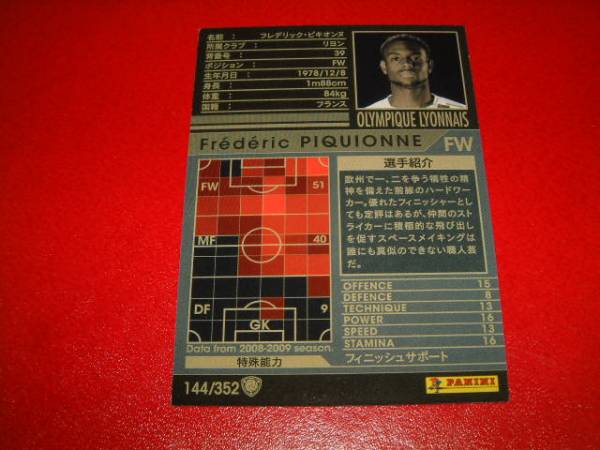 名前 : フレデリック・ピキオンヌ
所属クラブ : リヨン
背番号 : 39
ポジション : FW
生年月日 : 1978/12/8
身長 : 1m88cm
体重 : 84kg
国籍 : フランス
OLYMPIQUE LYONNAIS
Frédéric PIQUIONNE FW
FW 51
MF 40
DF 9
GK
Data from 2008-2009 season.
特殊能力
選手紹介
欧州で一、二を争う犠牲の精
神を備えた前線のハードワー
カー。優れたフィニッシャーとし
ても定評はあるが、仲間のスト
ライカーに積極的な飛び出し
を促すスペースメイキングは
誰にも真似のできない職人芸
だ。
OFFENCE 15
DEFENCE 8
TECHNIQUE 13
POWER 16
SPEED 13
STAMINA 16
フィニッシュサポート
144/352
PANINI